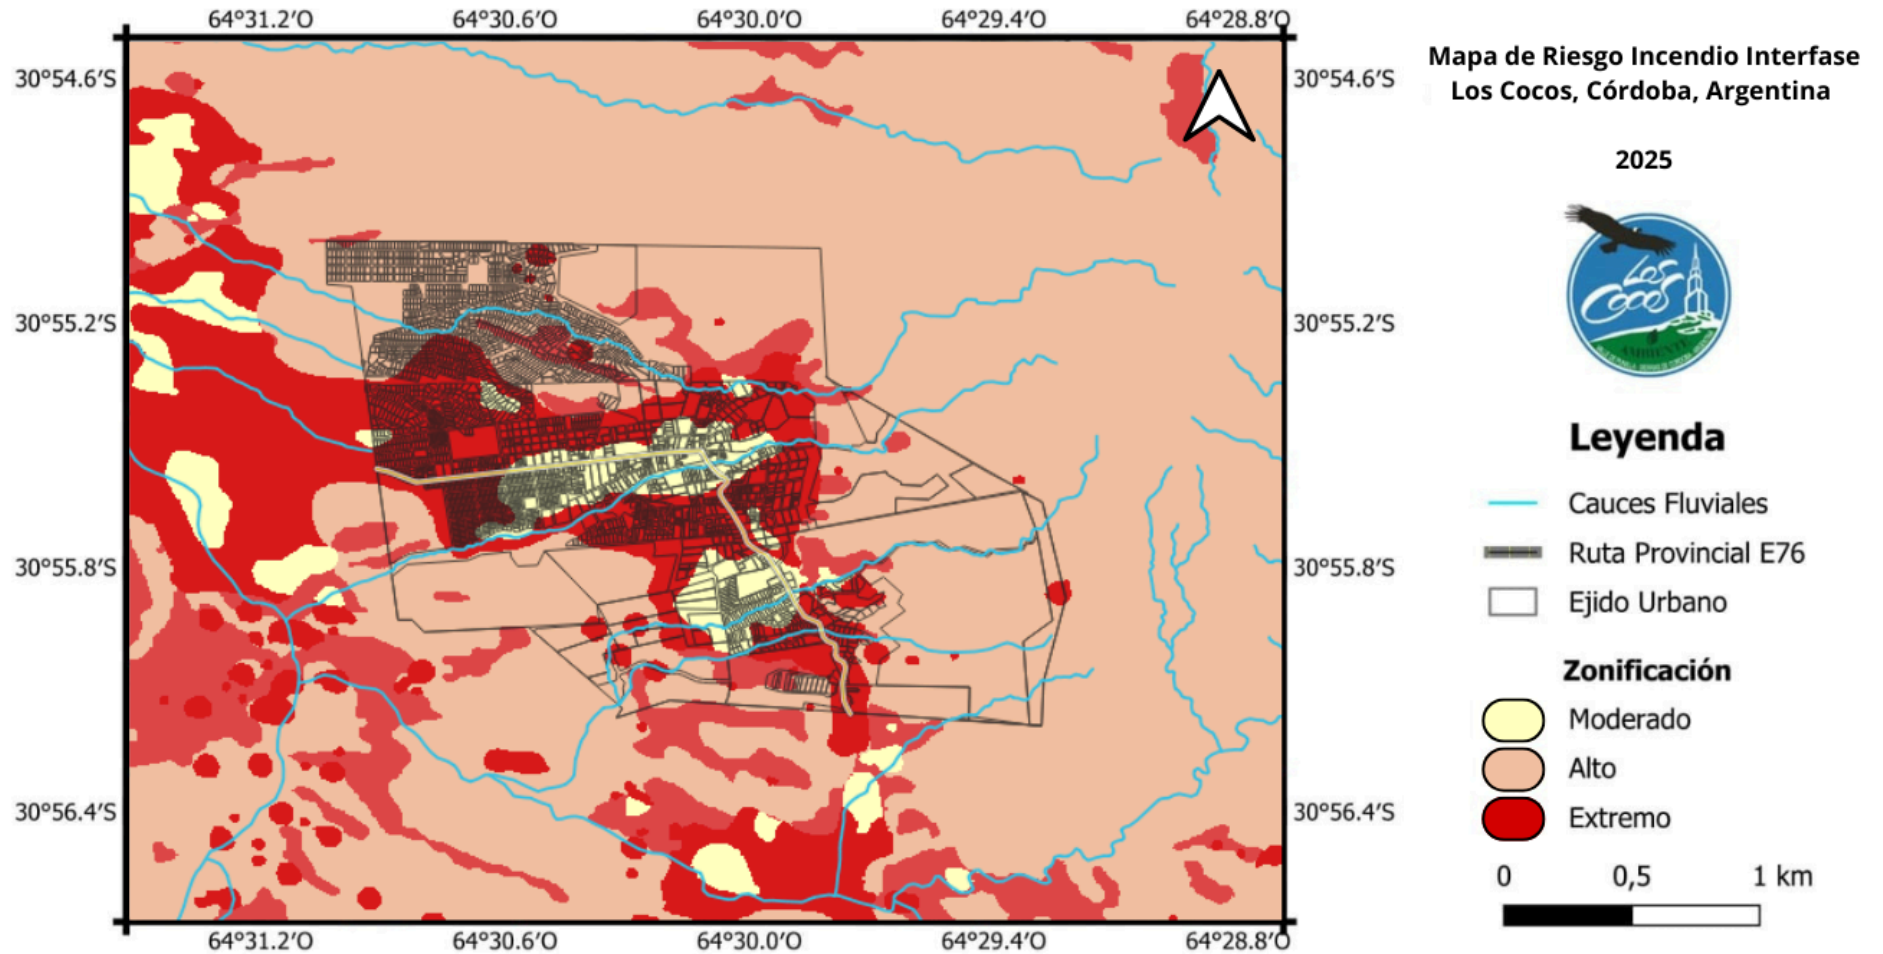 64°31.2'O 64°30.6'O 64°30.0'O 64°29.4'O 64°28.8'O
30°54.6'S 30°54.6'S
30°55.2'S 30°55.2'S
30°55.8'S 30°55.8'S
30°56.4'S 30°56.4'S
64°31.2'O 64°30.6'O 64°30.0'O 64°29.4'O 64°28.8'O
Mapa de Riesgo Incendio Interfase
Los Cocos, Córdoba, Argentina
2025
Los
Cocos
AMBIENTE
Leyenda
Cauces Fluviales
Ruta Provincial E76
Ejido Urbano
Zonificación
Moderado
Alto
Extremo
0 0,5 1 km